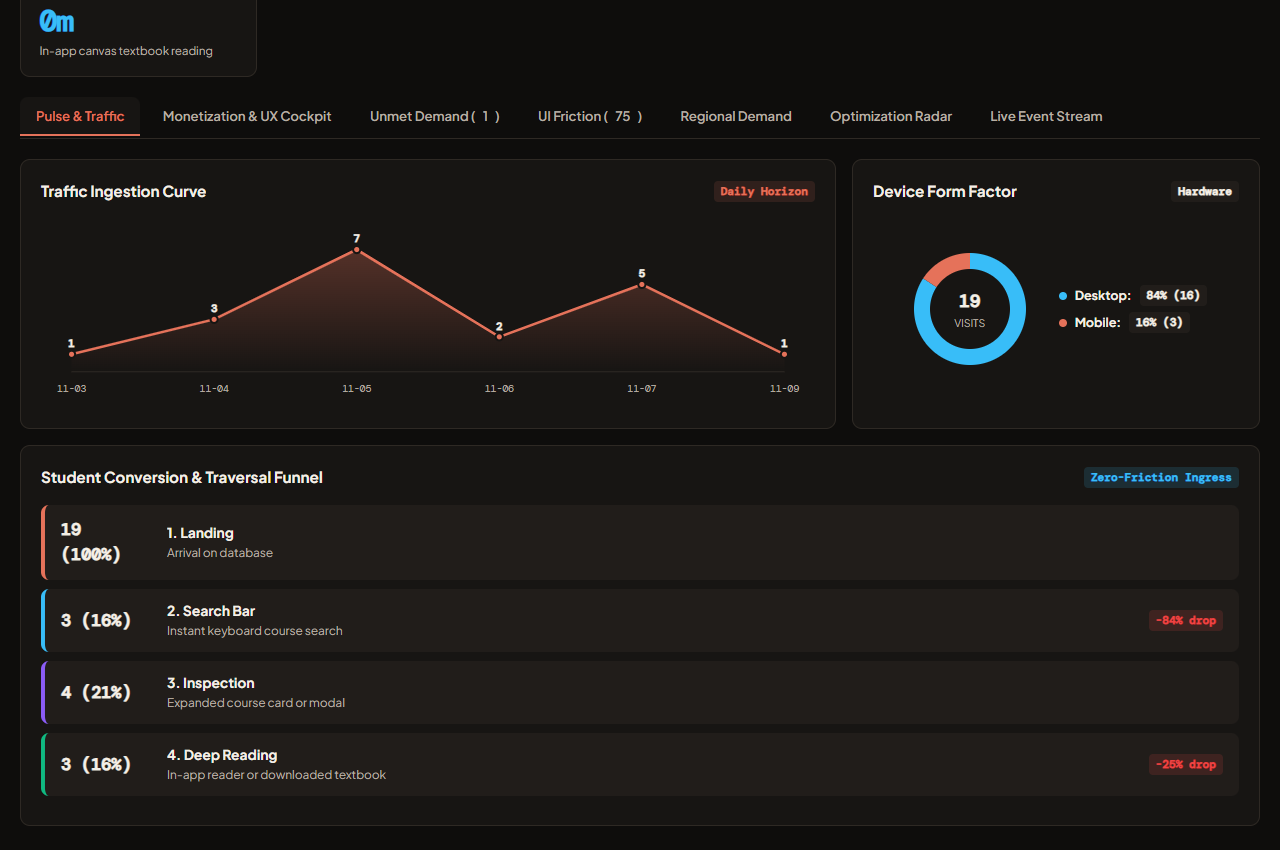 0m
In-app canvas textbook reading
Pulse & Traffic
Monetization & UX Cockpit
Unmet Demand ( 1 )
UI Friction ( 75 )
Regional Demand
Optimization Radar
Live Event Stream
Traffic Ingestion Curve
Daily Horizon
7
5
3
2
1
1
11-03
11-04
11-05
11-06
11-07
11-09
Device Form Factor
Hardware
19
VISITS
Desktop: 84% (16)
Mobile: 16% (3)
Student Conversion & Traversal Funnel
Zero-Friction Ingress
19
(100%)
1. Landing
Arrival on database
3 (16%)
2. Search Bar
Instant keyboard course search
-84% drop
4 (21%)
3. Inspection
Expanded course card or modal
3 (16%)
4. Deep Reading
In-app reader or downloaded textbook
-25% drop